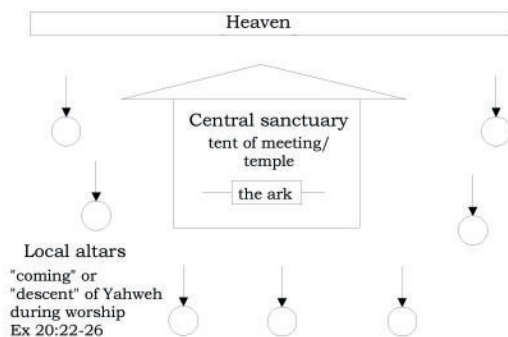 Heaven
Central sanctuary
tent of meeting/
temple
the ark
Local altars
"coming" or
"descent" of Yahweh
during worship
Ex 20:22-26